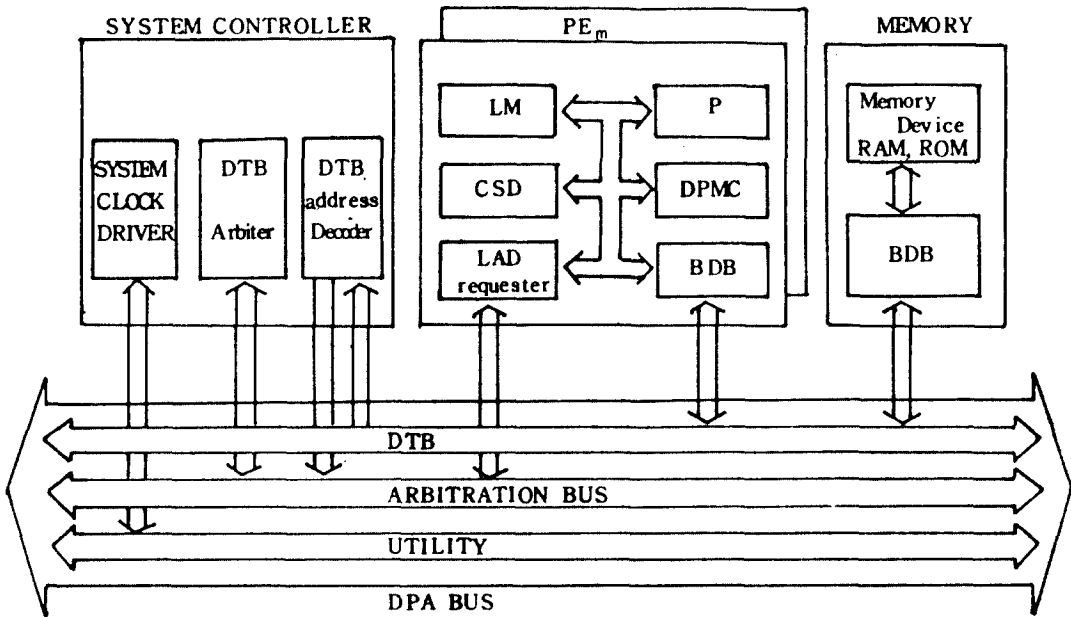 SYSTEM CONTROLLER
SYSTEM
CLOCK
DRIVER
DTB
Arbiter
DTB
address
Decoder
PEm
LM
P
CSD
DPMC
LAD
requester
BDB
MEMORY
Memory
Device
RAM, ROM
BDB
DTB
ARBITRATION BUS
UTILITY
DPA BUS